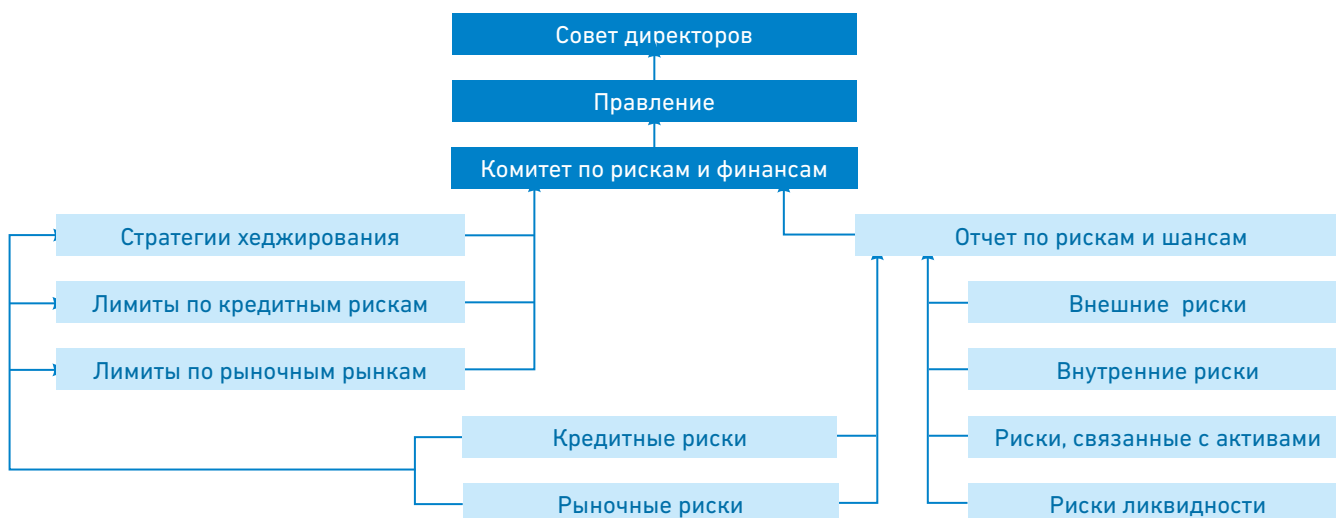 Совет директоров
Правление
Комитет по рискам и финансам
Стратегии хеджирования
Отчет по рискам и шансам
Лимиты по кредитным рискам
Внешние риски
Лимиты по рыночным рынкам
Внутренние риски
Кредитные риски
Риски, связанные с активами
Рыночные риски
Риски ликвидности